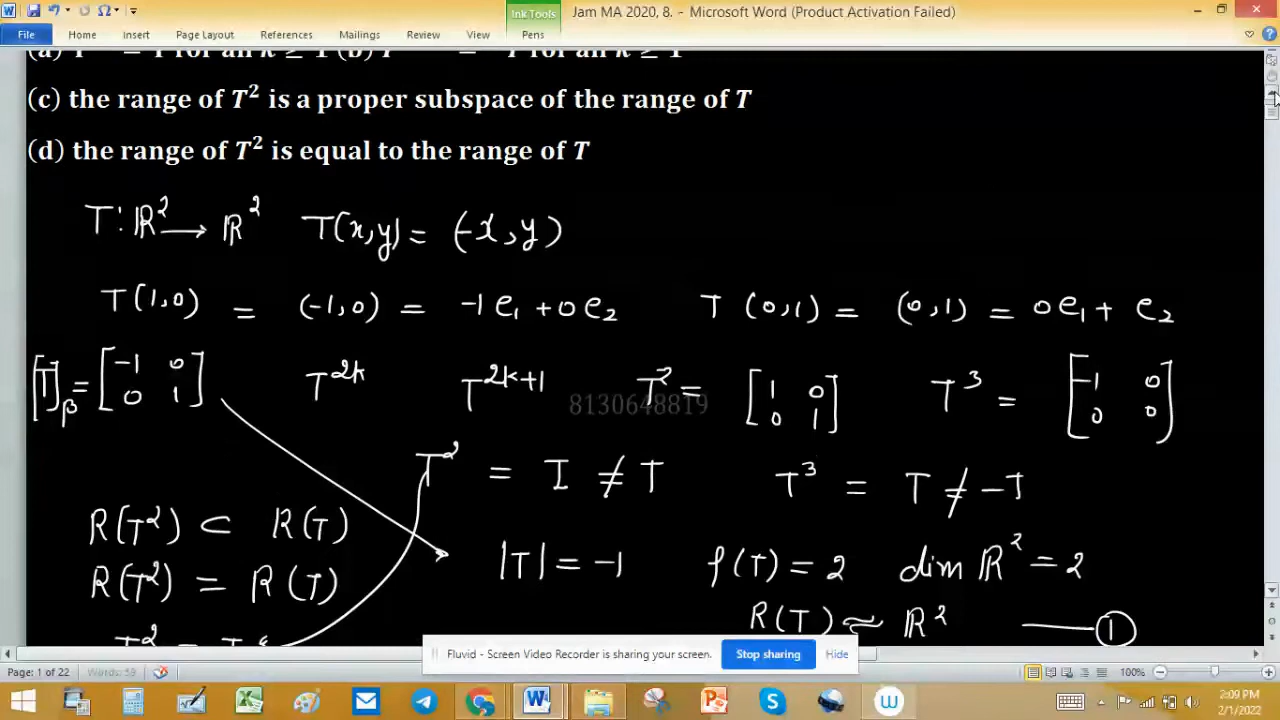 Jam MA 2020, 8. - Microsoft Word (Product Activation Failed)
Ink Tools
File Home Insert Page Layout References Mailings Review View Pens
(c) the range of T² is a proper subspace of the range of T
(d) the range of T² is equal to the range of T
T: ℝ² → ℝ² T(x,y) = (-x, y)
T(1,0) = (-1,0) = -1e₁ + 0e₂ T(0,1) = (0,1) = 0e₁ + e₂
[T]β = [-1 0; 0 1] T^2k T^2k+1 T² = [1 0; 0 1] T³ = [-1 0; 0 0]
8130648819
T² = I ≠ T T³ = T ≠ -T
R(T²) ⊂ R(T)
|T| = -1 ρ(T) = 2 dim ℝ² = 2
R(T²) = R(T)
R(T) ≈ ℝ² —— ①
Fluvid - Screen Video Recorder is sharing your screen. Stop sharing Hide
Page: 1 of 22 Words: 59 100%
2:09 PM
2/1/2022